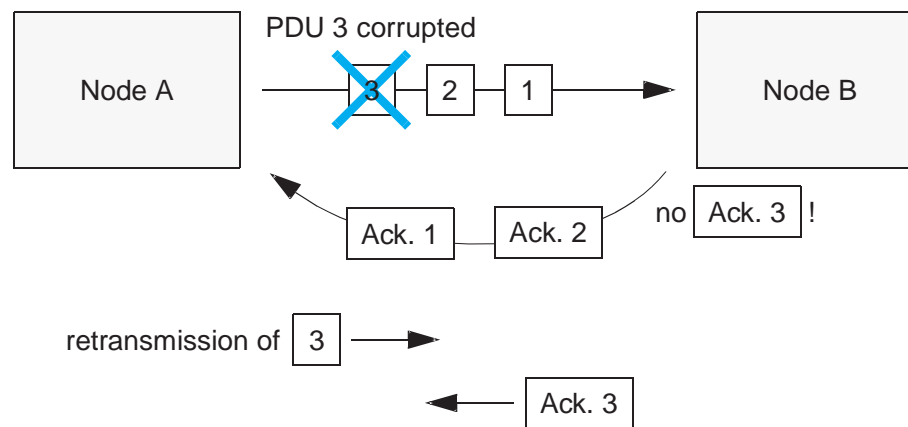 PDU 3 corrupted
Node A
3
2
1
Node B
Ack. 1
Ack. 2
no Ack. 3 !
retransmission of 3
Ack. 3